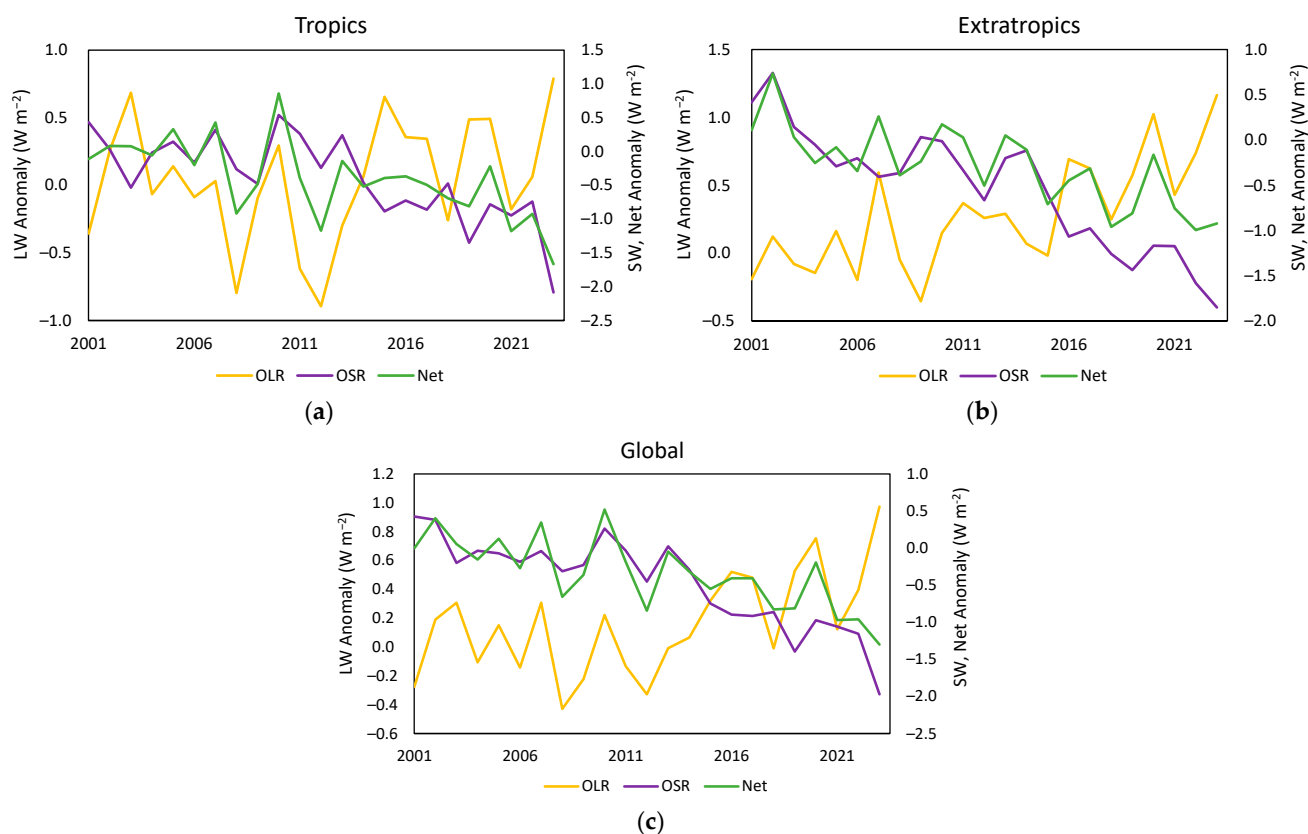 Tropics
LW Anomaly (W m⁻²)
1.0
0.5
0.0
−0.5
−1.0
1.5
1.0
0.5
0.0
−0.5
−1.0
−1.5
−2.0
−2.5
SW, Net Anomaly (W m⁻²)
2001 2006 2011 2016 2021
OLR OSR Net
(a)
Extratropics
LW Anomaly (W m⁻²)
1.5
1.0
0.5
0.0
−0.5
1.0
0.5
0.0
−0.5
−1.0
−1.5
−2.0
SW, Net Anomaly (W m⁻²)
2001 2006 2011 2016 2021
OLR OSR Net
(b)
Global
LW Anomaly (W m⁻²)
1.2
1.0
0.8
0.6
0.4
0.2
0.0
−0.2
−0.4
−0.6
1.0
0.5
0.0
−0.5
−1.0
−1.5
−2.0
−2.5
SW, Net Anomaly (W m⁻²)
2001 2006 2011 2016 2021
OLR OSR Net
(c)